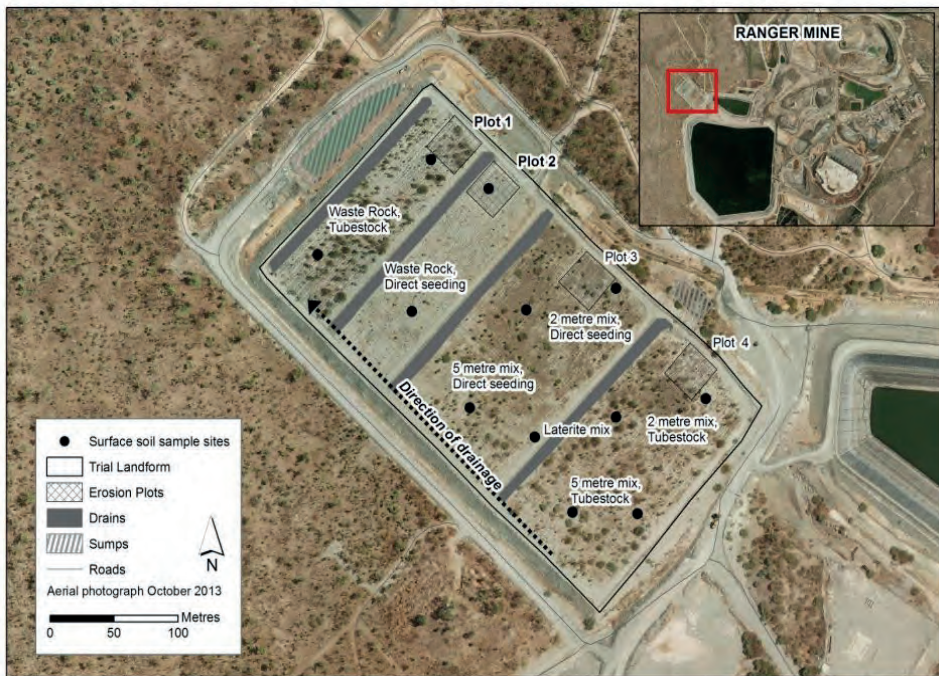 RANGER MINE
Plot 1
Plot 2
Waste Rock,
Tubestock
Waste Rock,
Direct seeding
Plot 3
2 metre mix,
Direct seeding
Plot 4
5 metre mix,
Direct seeding
Laterite mix
2 metre mix,
Tubestock
5 metre mix,
Tubestock
Direction of drainage
Surface soil sample sites
Trial Landform
Erosion Plots
Drains
Sumps
Roads
N
Aerial photograph October 2013
Metres
0 50 100